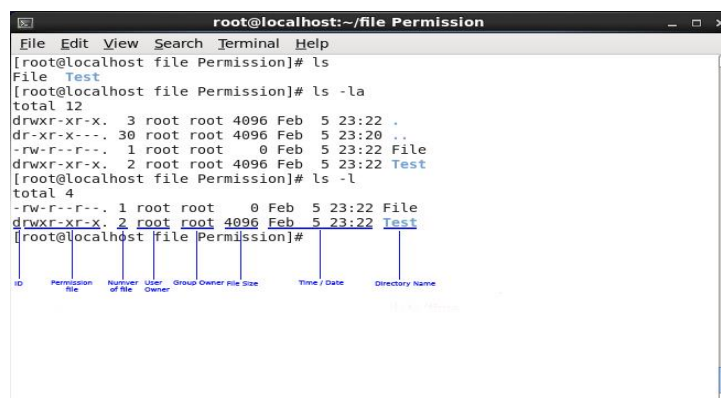 root@localhost:~/file Permission
File Edit View Search Terminal Help
[root@localhost file Permission]# ls
File Test
[root@localhost file Permission]# ls -la
total 12
drwxr-xr-x. 3 root root 4096 Feb 5 23:22 .
dr-xr-x---. 30 root root 4096 Feb 5 23:20 ..
-rw-r--r--. 1 root root 0 Feb 5 23:22 File
drwxr-xr-x. 2 root root 4096 Feb 5 23:22 Test
[root@localhost file Permission]# ls -l
total 4
-rw-r--r--. 1 root root 0 Feb 5 23:22 File
drwxr-xr-x. 2 root root 4096 Feb 5 23:22 Test
[root@localhost file Permission]#
ID Permission Numver User Group Owner File Size Time / Date Directory Name
file of file Owner